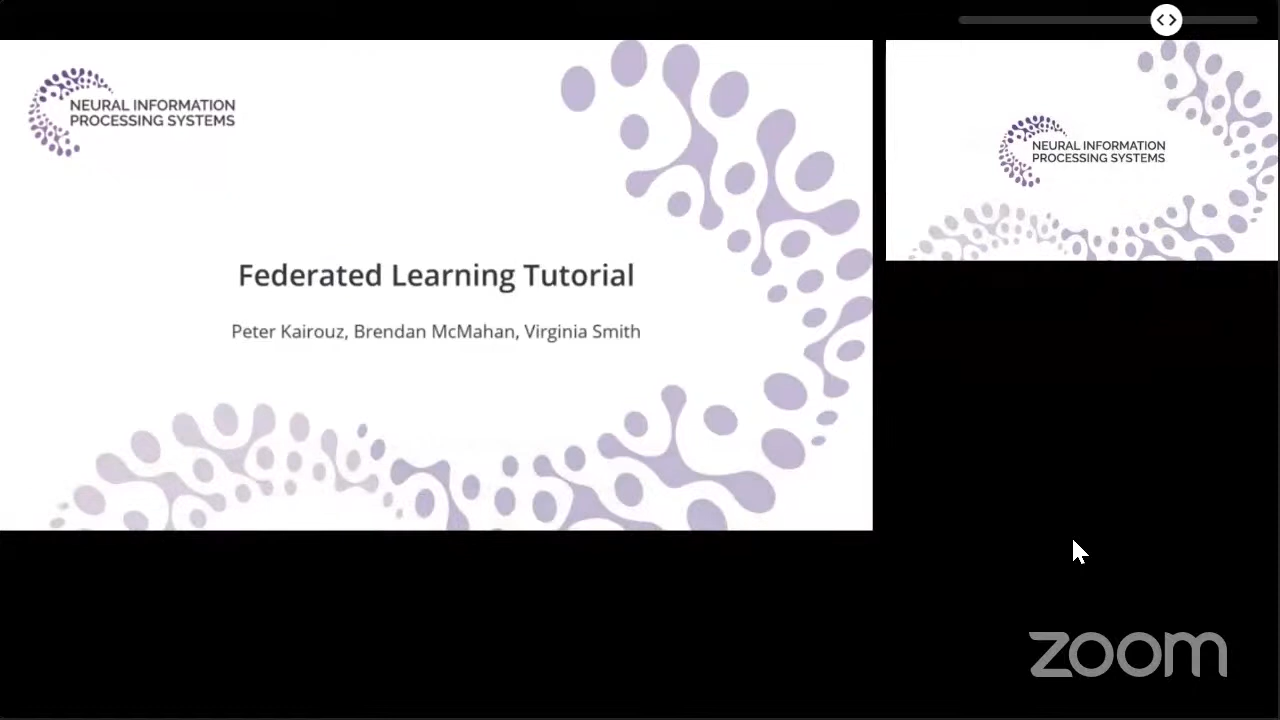 NEURAL INFORMATION
PROCESSING SYSTEMS
Federated Learning Tutorial
Peter Kairouz, Brendan McMahan, Virginia Smith
NEURAL INFORMATION
PROCESSING SYSTEMS
zoom